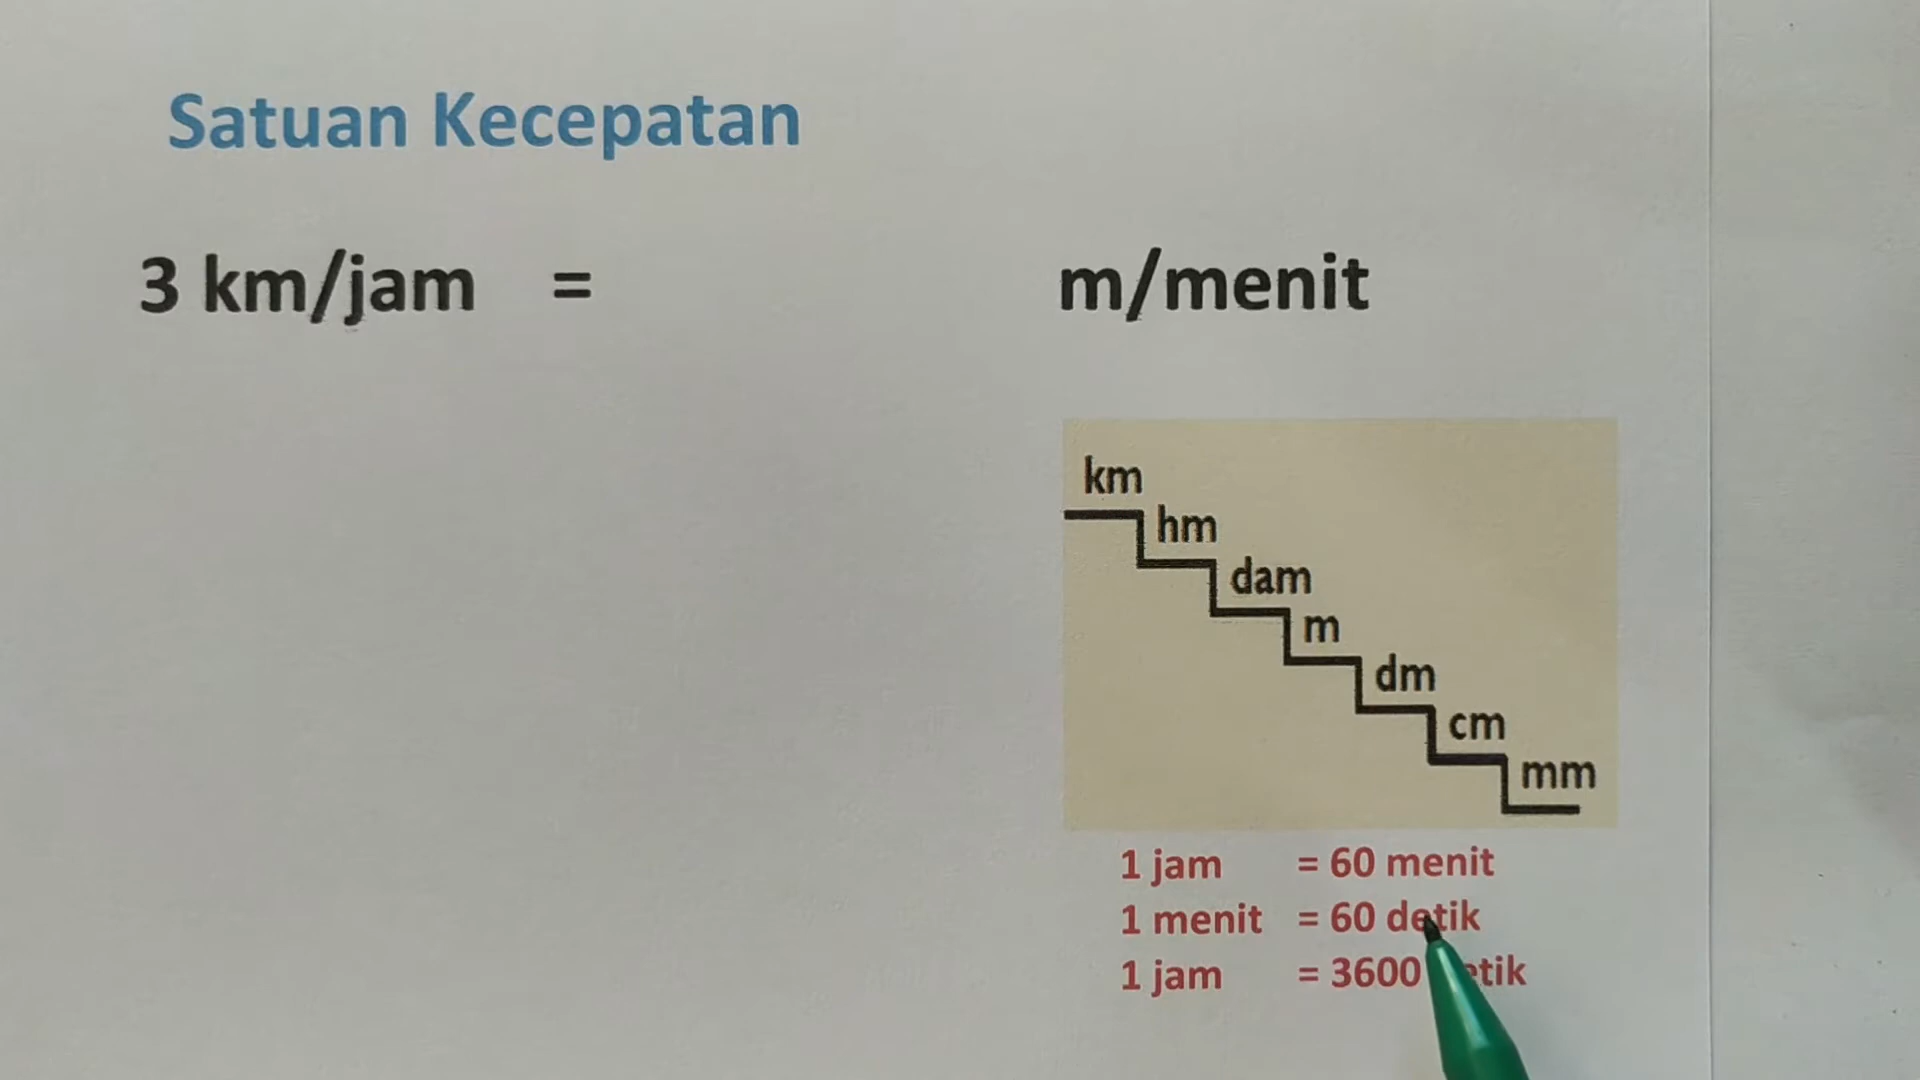 Satuan Kecepatan
3 km/jam = m/menit
km
hm
dam
m
dm
cm
mm
1 jam = 60 menit
1 menit = 60 detik
1 jam = 3600 detik